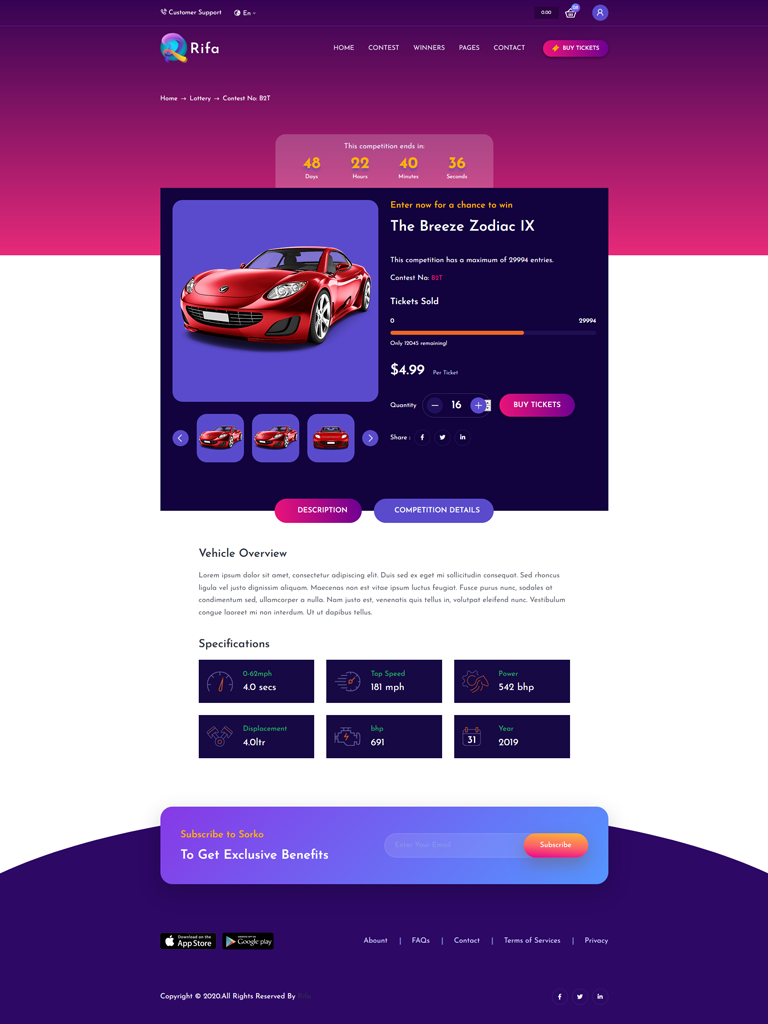 Customer Support
En
0.00
Rifa
HOME CONTEST WINNERS PAGES CONTACT
BUY TICKETS
Home → Lottery → Contest No: B2T
This competition ends in:
48 22 40 36
Days Hours Minutes Seconds
Enter now for a chance to win
The Breeze Zodiac IX
This competition has a maximum of 29994 entries.
Contest No: B2T
Tickets Sold
0 29994
Only 12045 remaining!
$4.99 Per Ticket
Quantity − 16 + BUY TICKETS
Share :
DESCRIPTION COMPETITION DETAILS
Vehicle Overview
Lorem ipsum dolor sit amet, consectetur adipiscing elit. Duis sed ex eget mi sollicitudin consequat. Sed rhoncus
ligula vel justo dignissim aliquam. Maecenas non est vitae ipsum luctus feugiat. Fusce purus nunc, sodales at
condimentum sed, ullamcorper a nulla. Nam justo est, venenatis quis tellus in, volutpat eleifend nunc. Vestibulum
congue laoreet mi non interdum. Ut ut dapibus tellus.
Specifications
0-62mph
4.0 secs
Top Speed
181 mph
Power
542 bhp
Displacement
4.0ltr
bhp
691
31
Year
2019
Subscribe to Sorko
To Get Exclusive Benefits
Enter Your Email
Subscribe
Download on the
App Store
Google play
Abount | FAQs | Contact | Terms of Services | Privacy
Copyright © 2020.All Rights Reserved By Rifa